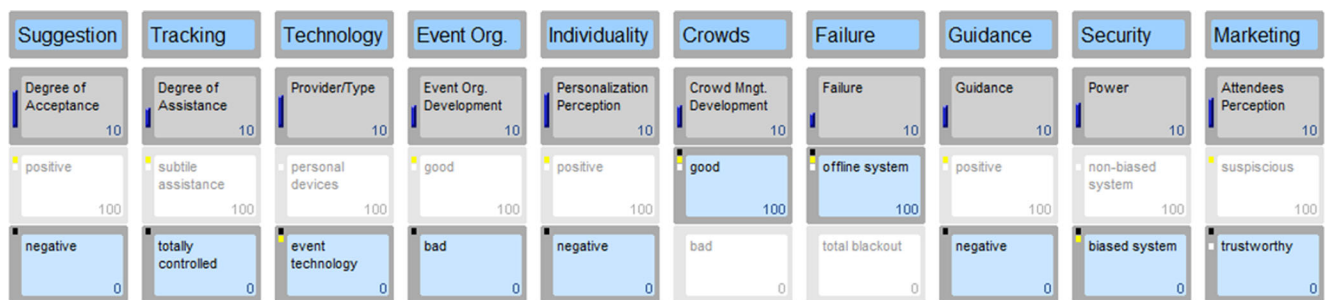 Suggestion Tracking Technology Event Org. Individuality Crowds Failure Guidance Security Marketing
Degree of Acceptance
10
Degree of Assistance
10
Provider/Type
10
Event Org. Development
10
Personalization Perception
10
Crowd Mngt. Development
10
Failure
10
Guidance
10
Power
10
Attendees Perception
10
positive
100
subtile assistance
100
personal devices
100
good
100
positive
100
good
100
offline system
100
positive
100
non-biased system
100
suspiscious
100
negative
0
totally controlled
0
event technology
0
bad
0
negative
0
bad
0
total blackout
0
negative
0
biased system
0
trustworthy
0